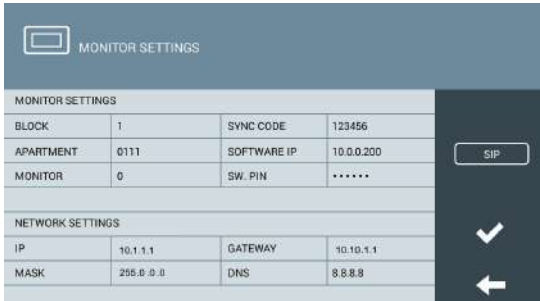 MONITOR SETTINGS
MONITOR SETTINGS
BLOCK 1 SYNC CODE 123456
APARTMENT 0111 SOFTWARE IP 10.0.0.200
MONITOR 0 SW. PIN ••••••
SIP
NETWORK SETTINGS
IP 10.1.1.1 GATEWAY 10.10.1.1
MASK 255.0.0.0 DNS 8.8.8.8